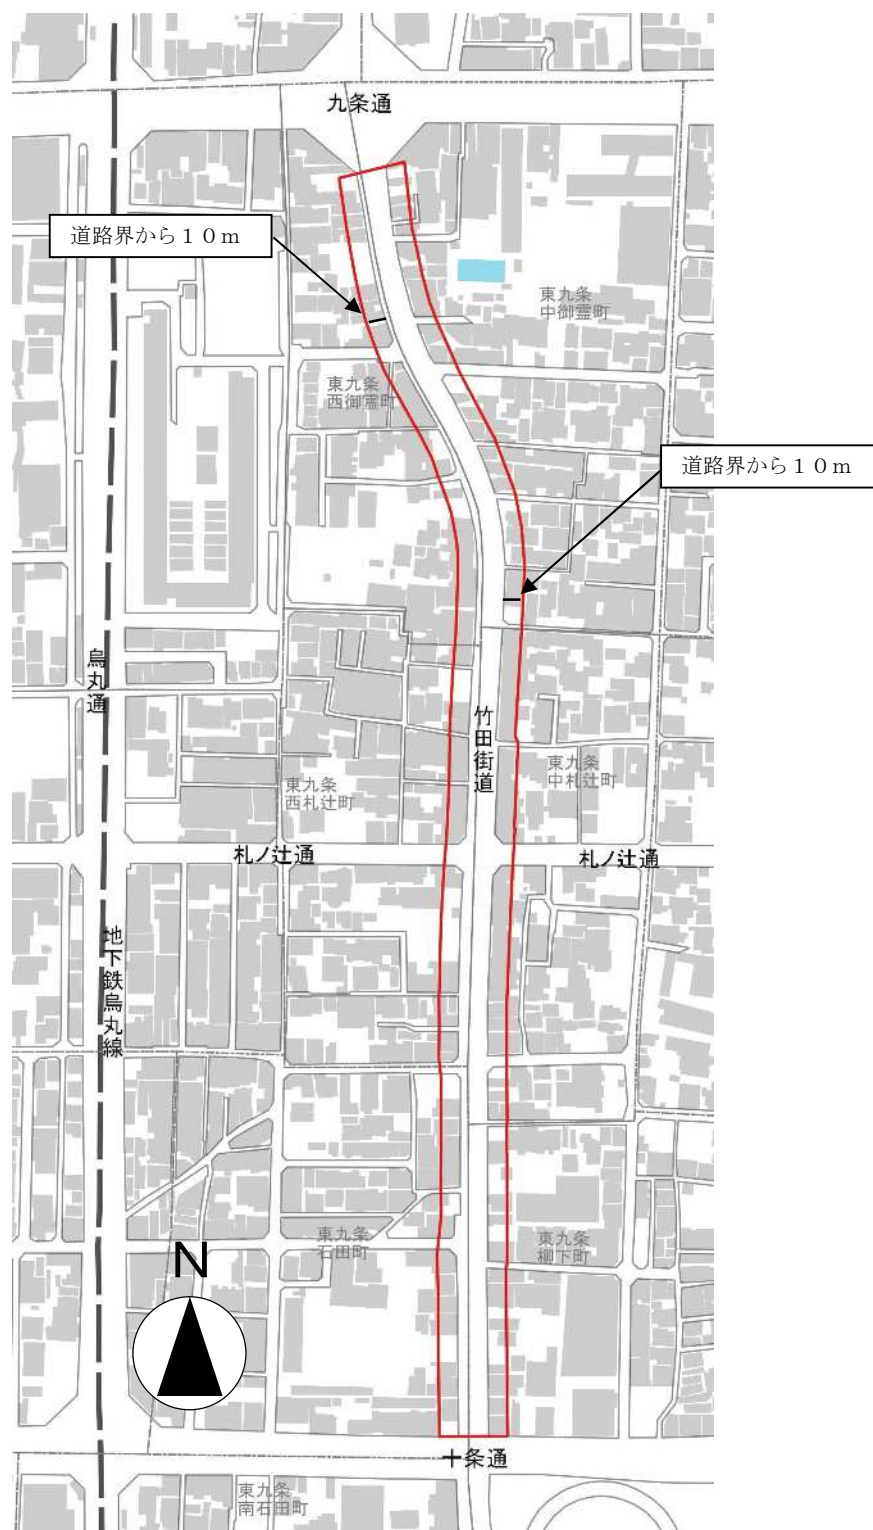 九条通
道路界から１０ｍ
東九条
中御霊町
東九条
西御霊町
道路界から１０ｍ
烏丸通
竹田街道
東九条
中札辻町
東九条
西札辻町
札ノ辻通
札ノ辻通
地下鉄烏丸線
東九条
石田町
東九条
柳下町
N
十条通
東九条
南石田町